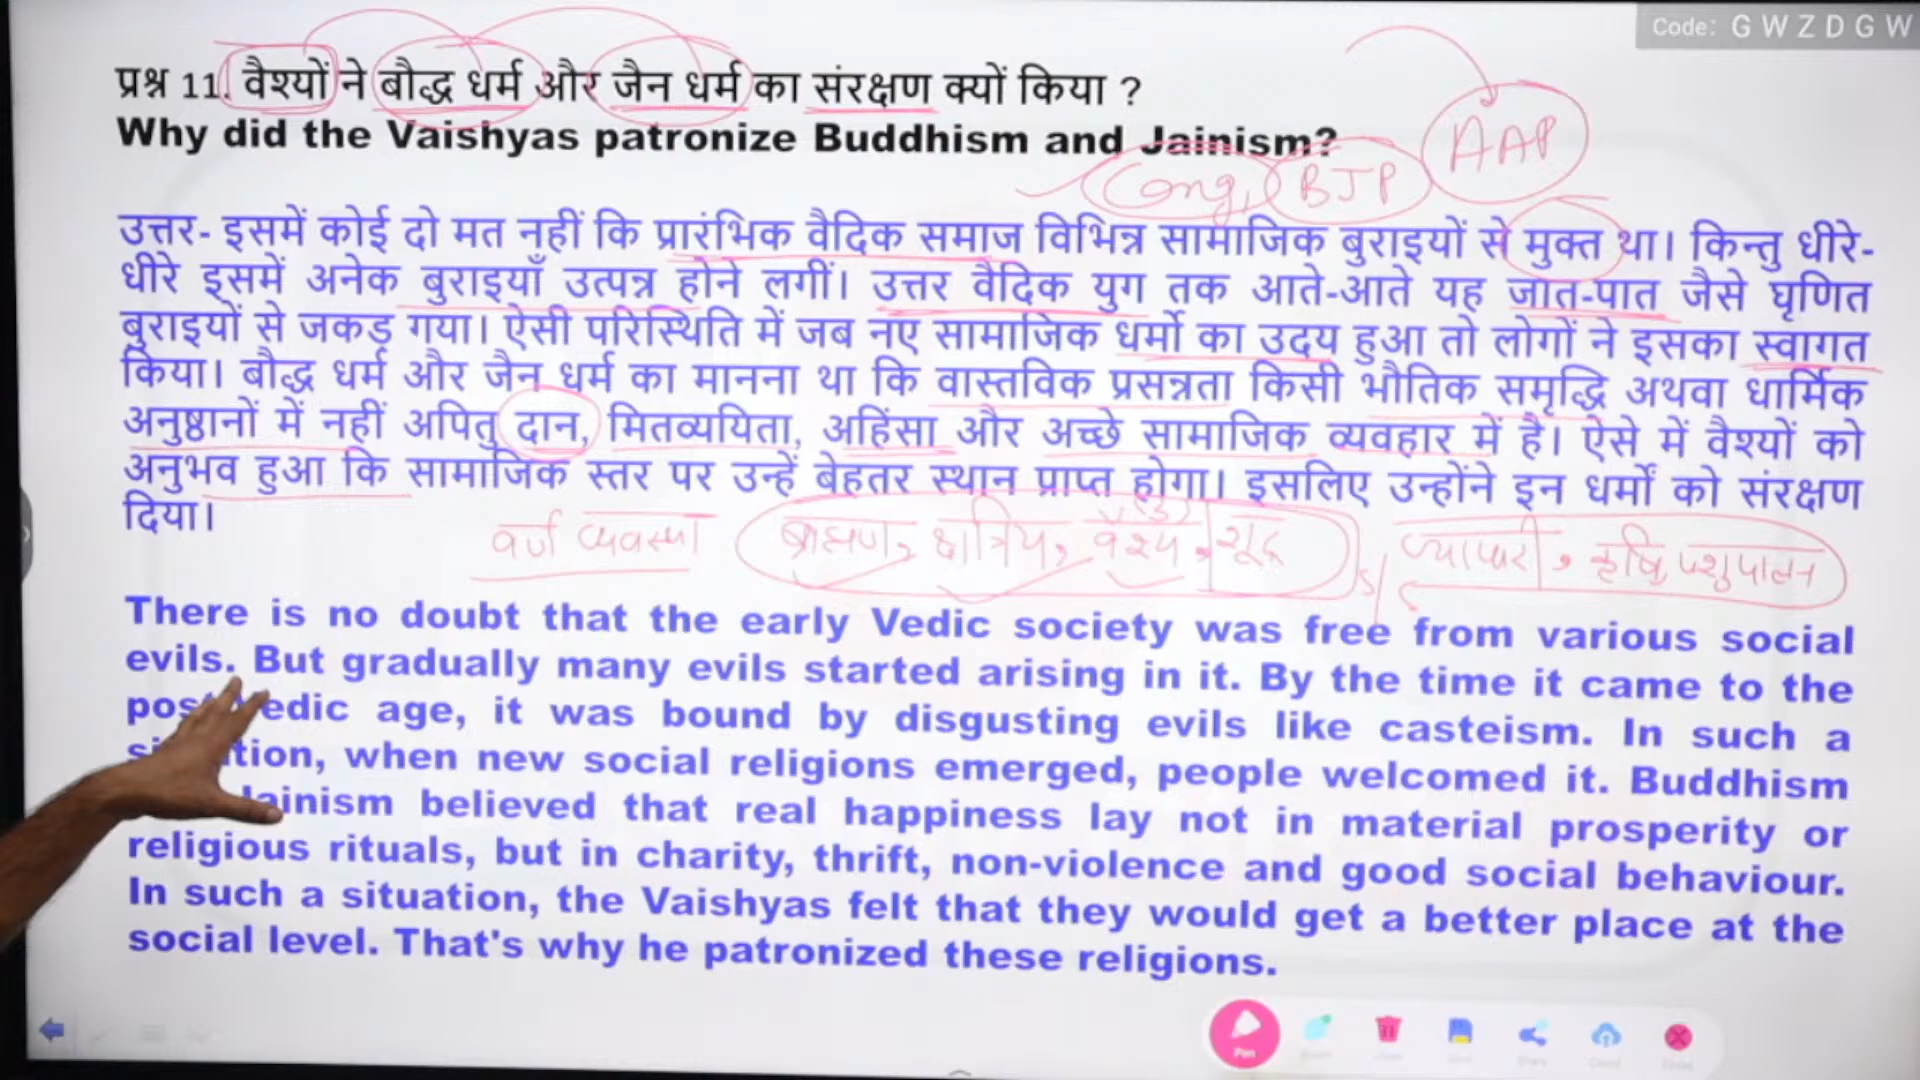 Code: G W Z D G W
प्रश्न 11. वैश्यों ने बौद्ध धर्म और जैन धर्म का संरक्षण क्यों किया ?
Why did the Vaishyas patronize Buddhism and Jainism?
AAP
Cong, BJP
उत्तर- इसमें कोई दो मत नहीं कि प्रारंभिक वैदिक समाज विभिन्न सामाजिक बुराइयों से मुक्त था। किन्तु धीरे-
धीरे इसमें अनेक बुराइयाँ उत्पन्न होने लगीं। उत्तर वैदिक युग तक आते-आते यह जात-पात जैसे घृणित
बुराइयों से जकड़ गया। ऐसी परिस्थिति में जब नए सामाजिक धर्मो का उदय हुआ तो लोगों ने इसका स्वागत
किया। बौद्ध धर्म और जैन धर्म का मानना था कि वास्तविक प्रसन्नता किसी भौतिक समृद्धि अथवा धार्मिक
अनुष्ठानों में नहीं अपितु दान, मितव्ययिता, अहिंसा और अच्छे सामाजिक व्यवहार में है। ऐसे में वैश्यों को
अनुभव हुआ कि सामाजिक स्तर पर उन्हें बेहतर स्थान प्राप्त होगा। इसलिए उन्होंने इन धर्मों को संरक्षण
दिया।
वर्ण व्यवस्था ब्राह्मण, क्षत्रिय, वैश्य, शूद्र व्यापारी, कृषि, पशुपालन
There is no doubt that the early Vedic society was free from various social
evils. But gradually many evils started arising in it. By the time it came to the
age, it was bound by disgusting evils like casteism. In such a
when new social religions emerged, people welcomed it. Buddhism
Jainism believed that real happiness lay not in material prosperity or
religious rituals, but in charity, thrift, non-violence and good social behaviour.
In such a situation, the Vaishyas felt that they would get a better place at the
social level. That's why he patronized these religions.
Pen